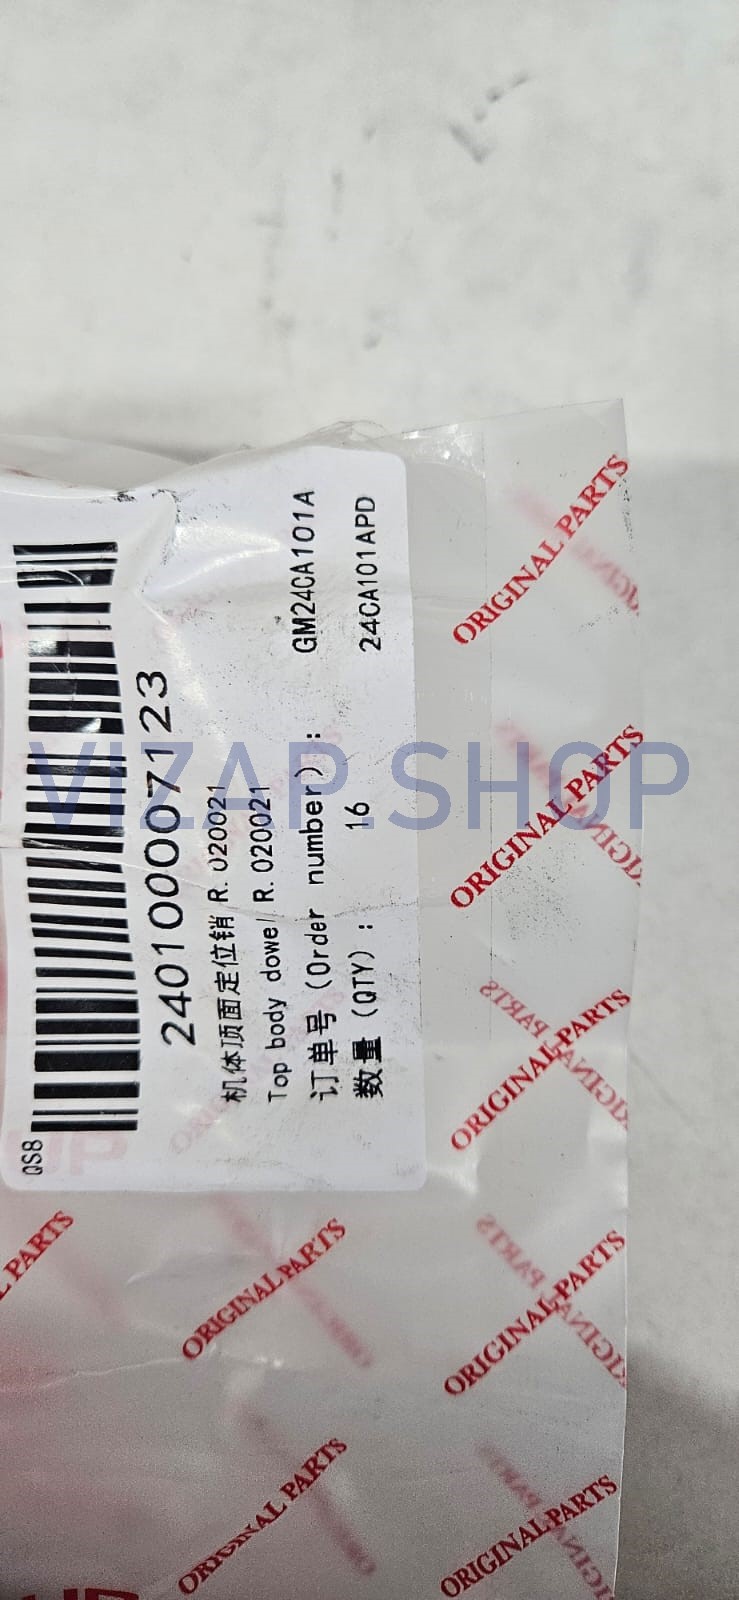 QS8
240100007123
机体顶面定位销 R. 020021
Top body dowel R. 020021
订单号 (Order number) : GM24CA101A
数量 (QTY) : 16 24CA101APD
VIZAP.SHOP
ORIGINAL PARTS
ORIGINAL PARTS
ORIGINAL PARTS
ORIGINAL PARTS
ORIGINAL PARTS
ORIGINAL PARTS
ORIGINAL PARTS
L PARTS